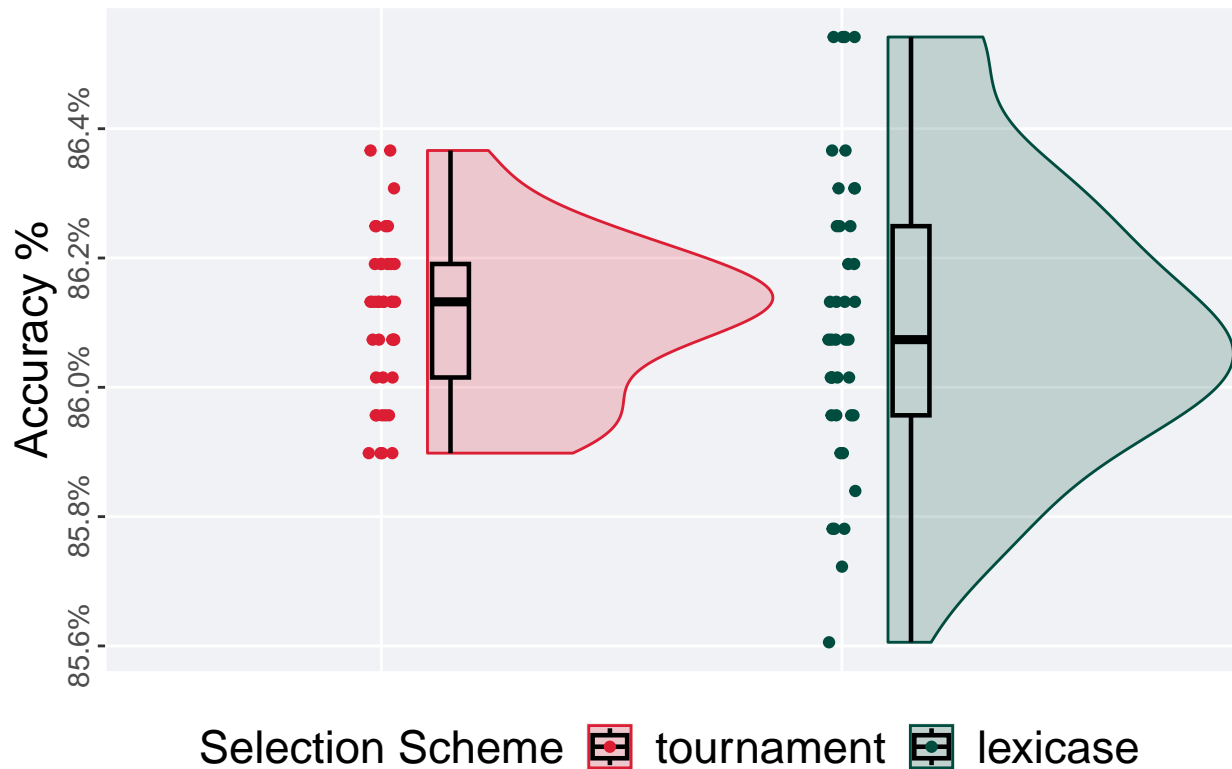 Accuracy %
86.4%
86.2%
86.0%
85.8%
85.6%
Selection Scheme tournament lexicase